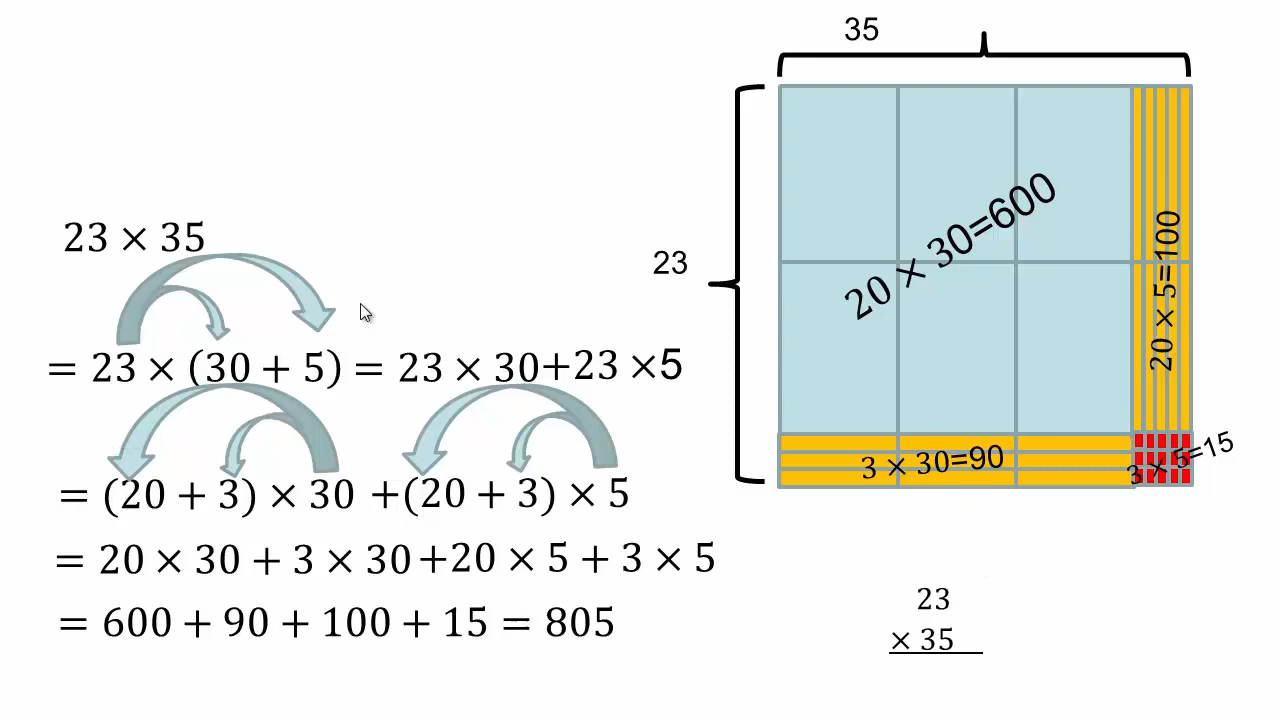 35
23
20 × 30=600
20 × 5=100
3 × 30=90
3 × 5=15
23 × 35
= 23 × (30 + 5) = 23 × 30+23 ×5
= (20 + 3) × 30 +(20 + 3) × 5
= 20 × 30 + 3 × 30+20 × 5 + 3 × 5
= 600 + 90 + 100 + 15 = 805
23
× 35